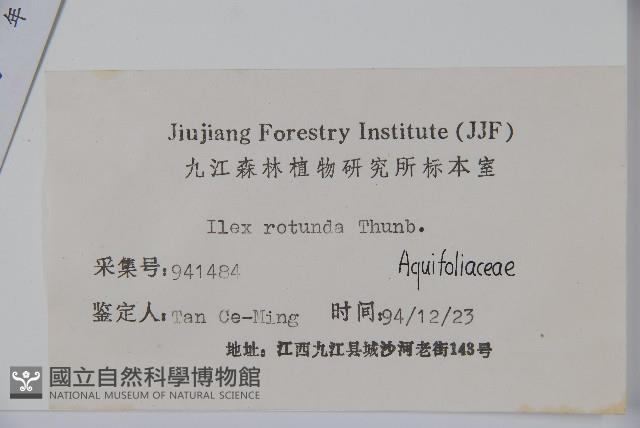 年
Jiujiang Forestry Institute (JJF)
九江森林植物研究所标本室
Ilex rotunda Thunb.
采集号:941484
Aquifoliaceae
鉴定人:Tan Ce-Ming 时间:94/12/23
地址: 江西九江县城沙河老街143号
國立自然科學博物館
NATIONAL MUSEUM OF NATURAL SCIENCE